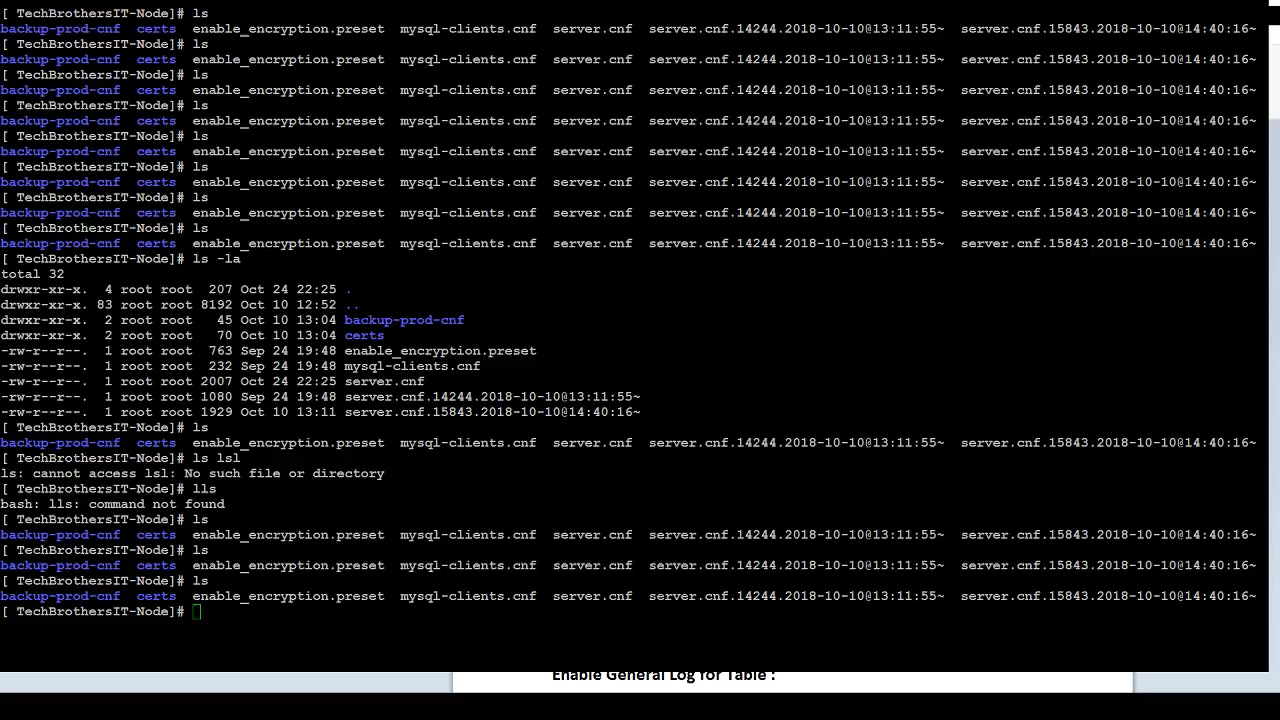 [ TechBrothersIT-Node]# ls
backup-prod-cnf  certs  enable_encryption.preset  mysql-clients.cnf  server.cnf  server.cnf.14244.2018-10-10@13:11:55~  server.cnf.15843.2018-10-10@14:40:16~
[ TechBrothersIT-Node]# ls
backup-prod-cnf  certs  enable_encryption.preset  mysql-clients.cnf  server.cnf  server.cnf.14244.2018-10-10@13:11:55~  server.cnf.15843.2018-10-10@14:40:16~
[ TechBrothersIT-Node]# ls
backup-prod-cnf  certs  enable_encryption.preset  mysql-clients.cnf  server.cnf  server.cnf.14244.2018-10-10@13:11:55~  server.cnf.15843.2018-10-10@14:40:16~
[ TechBrothersIT-Node]# ls
backup-prod-cnf  certs  enable_encryption.preset  mysql-clients.cnf  server.cnf  server.cnf.14244.2018-10-10@13:11:55~  server.cnf.15843.2018-10-10@14:40:16~
[ TechBrothersIT-Node]# ls
backup-prod-cnf  certs  enable_encryption.preset  mysql-clients.cnf  server.cnf  server.cnf.14244.2018-10-10@13:11:55~  server.cnf.15843.2018-10-10@14:40:16~
[ TechBrothersIT-Node]# ls
backup-prod-cnf  certs  enable_encryption.preset  mysql-clients.cnf  server.cnf  server.cnf.14244.2018-10-10@13:11:55~  server.cnf.15843.2018-10-10@14:40:16~
[ TechBrothersIT-Node]# ls
backup-prod-cnf  certs  enable_encryption.preset  mysql-clients.cnf  server.cnf  server.cnf.14244.2018-10-10@13:11:55~  server.cnf.15843.2018-10-10@14:40:16~
[ TechBrothersIT-Node]# ls
backup-prod-cnf  certs  enable_encryption.preset  mysql-clients.cnf  server.cnf  server.cnf.14244.2018-10-10@13:11:55~  server.cnf.15843.2018-10-10@14:40:16~
[ TechBrothersIT-Node]# ls -la
total 32
drwxr-xr-x.  4 root root  207 Oct 24 22:25 .
drwxr-xr-x. 83 root root 8192 Oct 10 12:52 ..
drwxr-xr-x.  2 root root   45 Oct 10 13:04 backup-prod-cnf
drwxr-xr-x.  2 root root   70 Oct 10 13:04 certs
-rw-r--r--.  1 root root  763 Sep 24 19:48 enable_encryption.preset
-rw-r--r--.  1 root root  232 Sep 24 19:48 mysql-clients.cnf
-rw-r--r--.  1 root root 2007 Oct 24 22:25 server.cnf
-rw-r--r--.  1 root root 1080 Sep 24 19:48 server.cnf.14244.2018-10-10@13:11:55~
-rw-r--r--.  1 root root 1929 Oct 10 13:11 server.cnf.15843.2018-10-10@14:40:16~
[ TechBrothersIT-Node]# ls
backup-prod-cnf  certs  enable_encryption.preset  mysql-clients.cnf  server.cnf  server.cnf.14244.2018-10-10@13:11:55~  server.cnf.15843.2018-10-10@14:40:16~
[ TechBrothersIT-Node]# ls lsl
ls: cannot access lsl: No such file or directory
[ TechBrothersIT-Node]# lls
bash: lls: command not found
[ TechBrothersIT-Node]# ls
backup-prod-cnf  certs  enable_encryption.preset  mysql-clients.cnf  server.cnf  server.cnf.14244.2018-10-10@13:11:55~  server.cnf.15843.2018-10-10@14:40:16~
[ TechBrothersIT-Node]# ls
backup-prod-cnf  certs  enable_encryption.preset  mysql-clients.cnf  server.cnf  server.cnf.14244.2018-10-10@13:11:55~  server.cnf.15843.2018-10-10@14:40:16~
[ TechBrothersIT-Node]# ls
backup-prod-cnf  certs  enable_encryption.preset  mysql-clients.cnf  server.cnf  server.cnf.14244.2018-10-10@13:11:55~  server.cnf.15843.2018-10-10@14:40:16~
[ TechBrothersIT-Node]#
Enable General Log for Table :